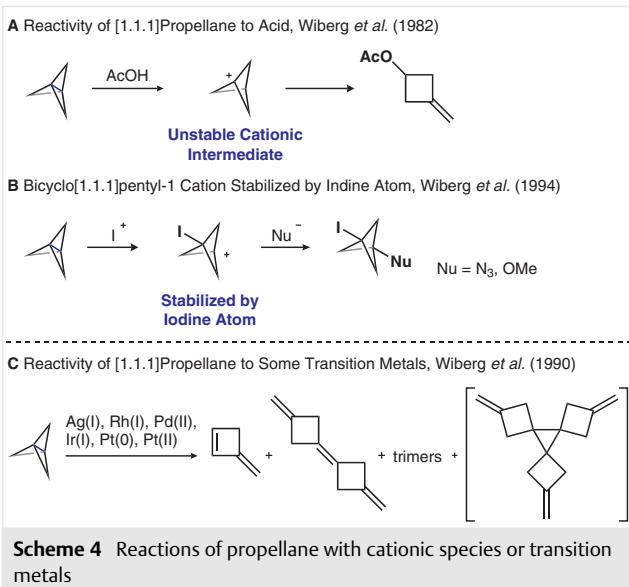 A Reactivity of [1.1.1]Propellane to Acid, Wiberg et al. (1982)
AcOH
+
AcO
Unstable Cationic
Intermediate
B Bicyclo[1.1.1]pentyl-1 Cation Stabilized by Indine Atom, Wiberg et al. (1994)
I+
I
+
Nu−
I
Nu
Nu = N3, OMe
Stabilized by
Iodine Atom
C Reactivity of [1.1.1]Propellane to Some Transition Metals, Wiberg et al. (1990)
Ag(I), Rh(I), Pd(II),
Ir(I), Pt(0), Pt(II)
+
+ trimers +
Scheme 4 Reactions of propellane with cationic species or transition
metals